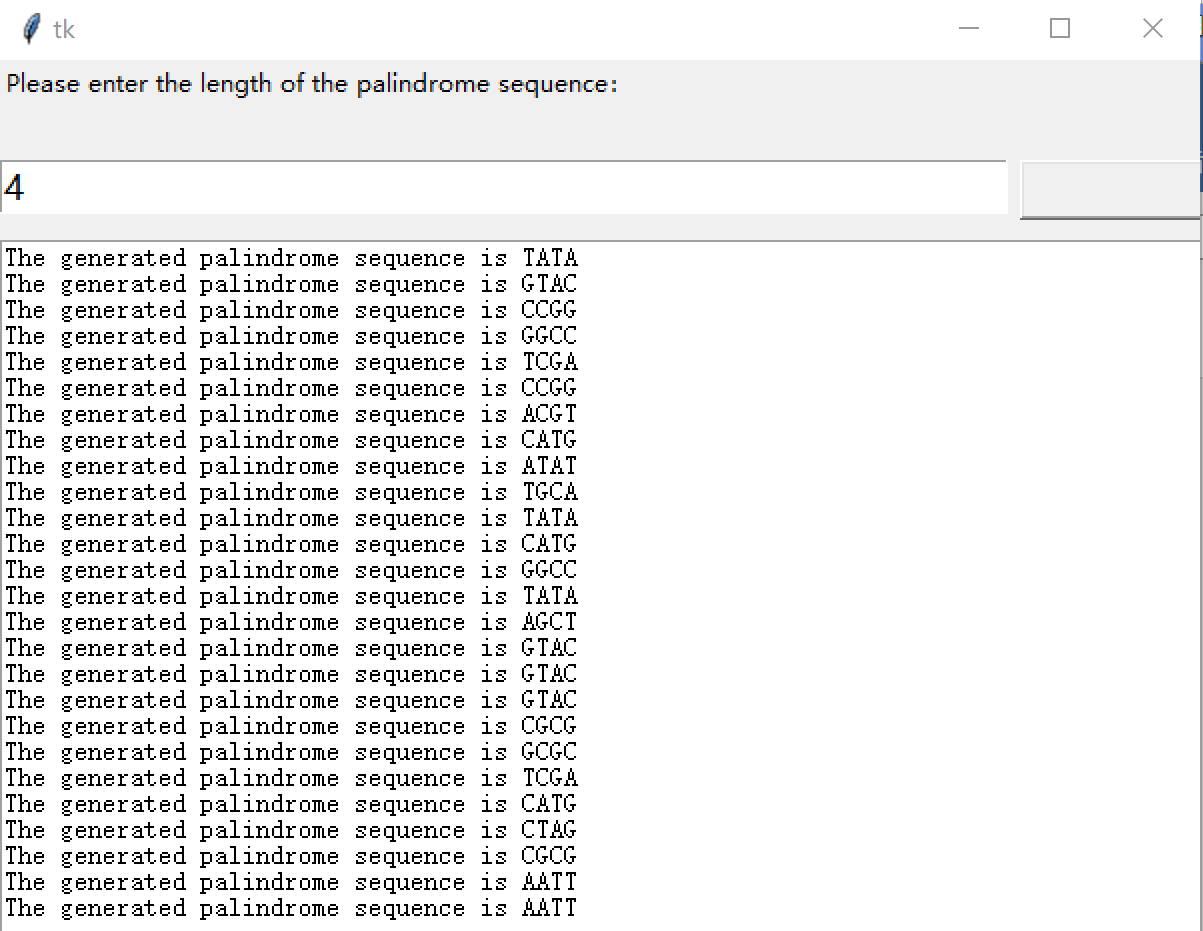 tk
Please enter the length of the palindrome sequence:
4
The generated palindrome sequence is TATA
The generated palindrome sequence is GTAC
The generated palindrome sequence is CCGG
The generated palindrome sequence is GGCC
The generated palindrome sequence is TCGA
The generated palindrome sequence is CCGG
The generated palindrome sequence is ACGT
The generated palindrome sequence is CATG
The generated palindrome sequence is ATAT
The generated palindrome sequence is TGCA
The generated palindrome sequence is TATA
The generated palindrome sequence is CATG
The generated palindrome sequence is GGCC
The generated palindrome sequence is TATA
The generated palindrome sequence is AGCT
The generated palindrome sequence is GTAC
The generated palindrome sequence is GTAC
The generated palindrome sequence is GTAC
The generated palindrome sequence is CGCG
The generated palindrome sequence is GCGC
The generated palindrome sequence is TCGA
The generated palindrome sequence is CATG
The generated palindrome sequence is CTAG
The generated palindrome sequence is CGCG
The generated palindrome sequence is AATT
The generated palindrome sequence is AATT